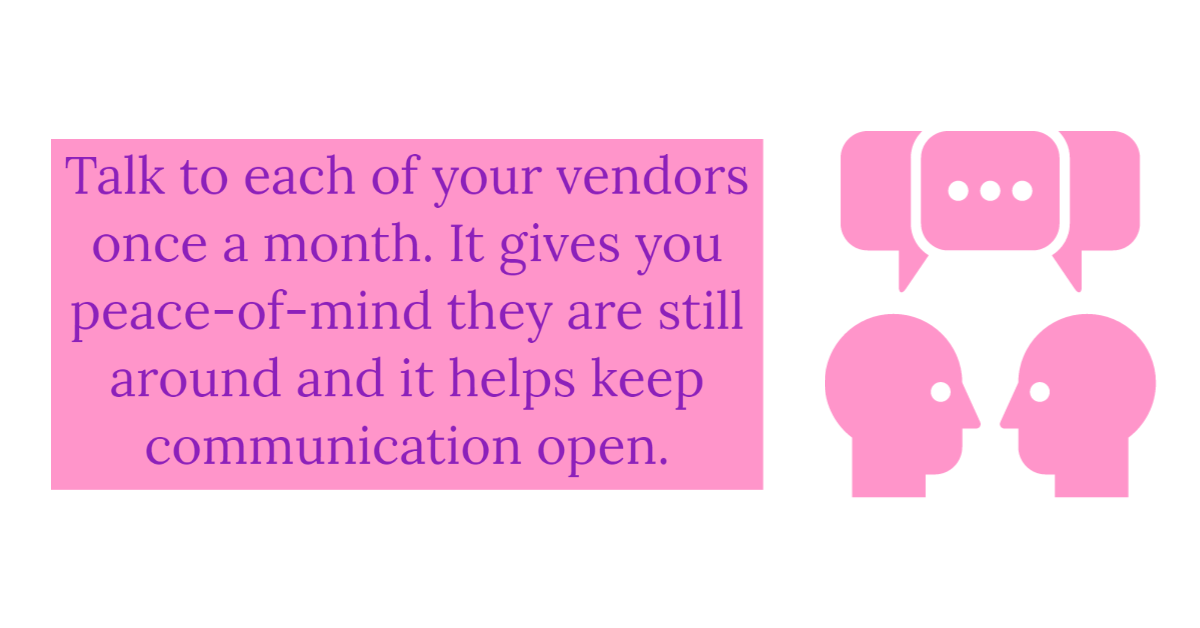 Talk to each of your vendors
once a month. It gives you
peace-of-mind they are still
around and it helps keep
communication open.